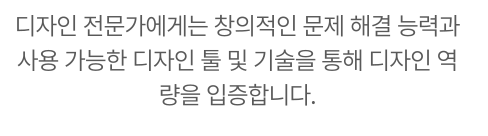 디자인 전문가에게는 창의적인 문제 해결 능력과
사용 가능한 디자인 툴 및 기술을 통해 디자인 역
량을 입증합니다.